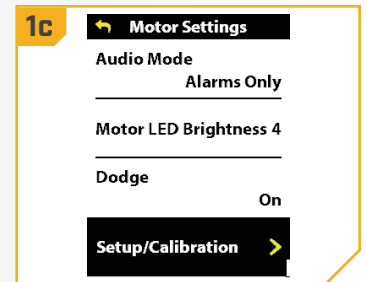 1c
Motor Settings
Audio Mode
Alarms Only
Motor LED Brightness 4
Dodge
On
Setup/Calibration